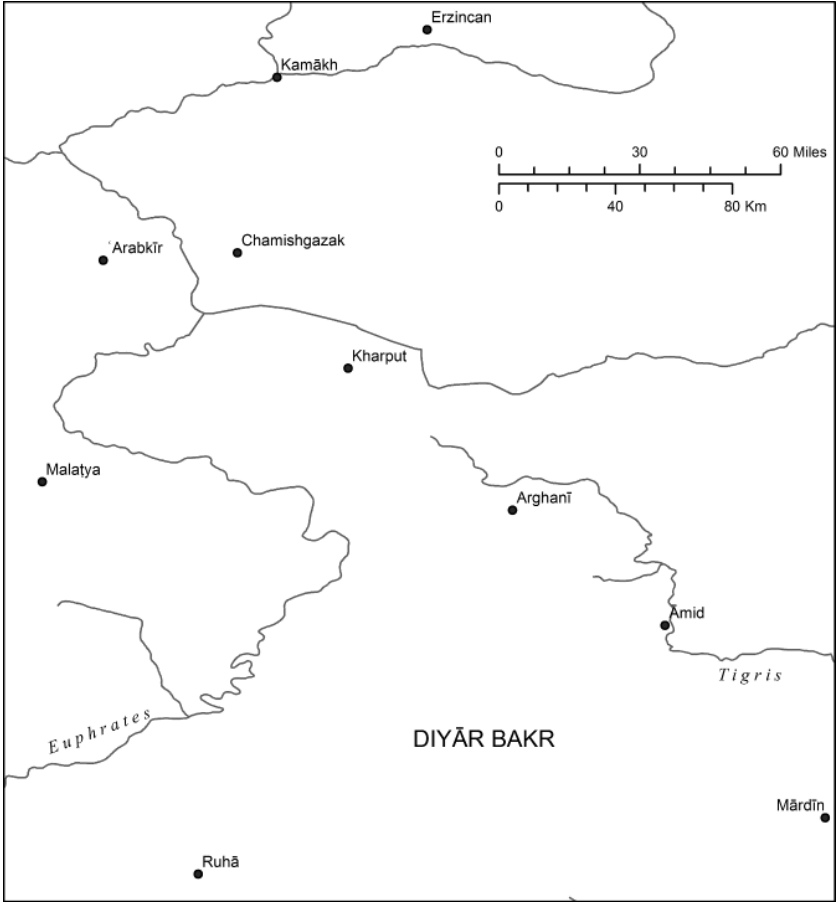 Erzincan
Kamākh
0 30 60 Miles
0 40 80 Km
ʿArabkīr
Chamishgazak
Kharput
Malaṭya
Arghanī
Āmid
Tigris
Euphrates
DIYĀR BAKR
Mārdīn
Ruhā